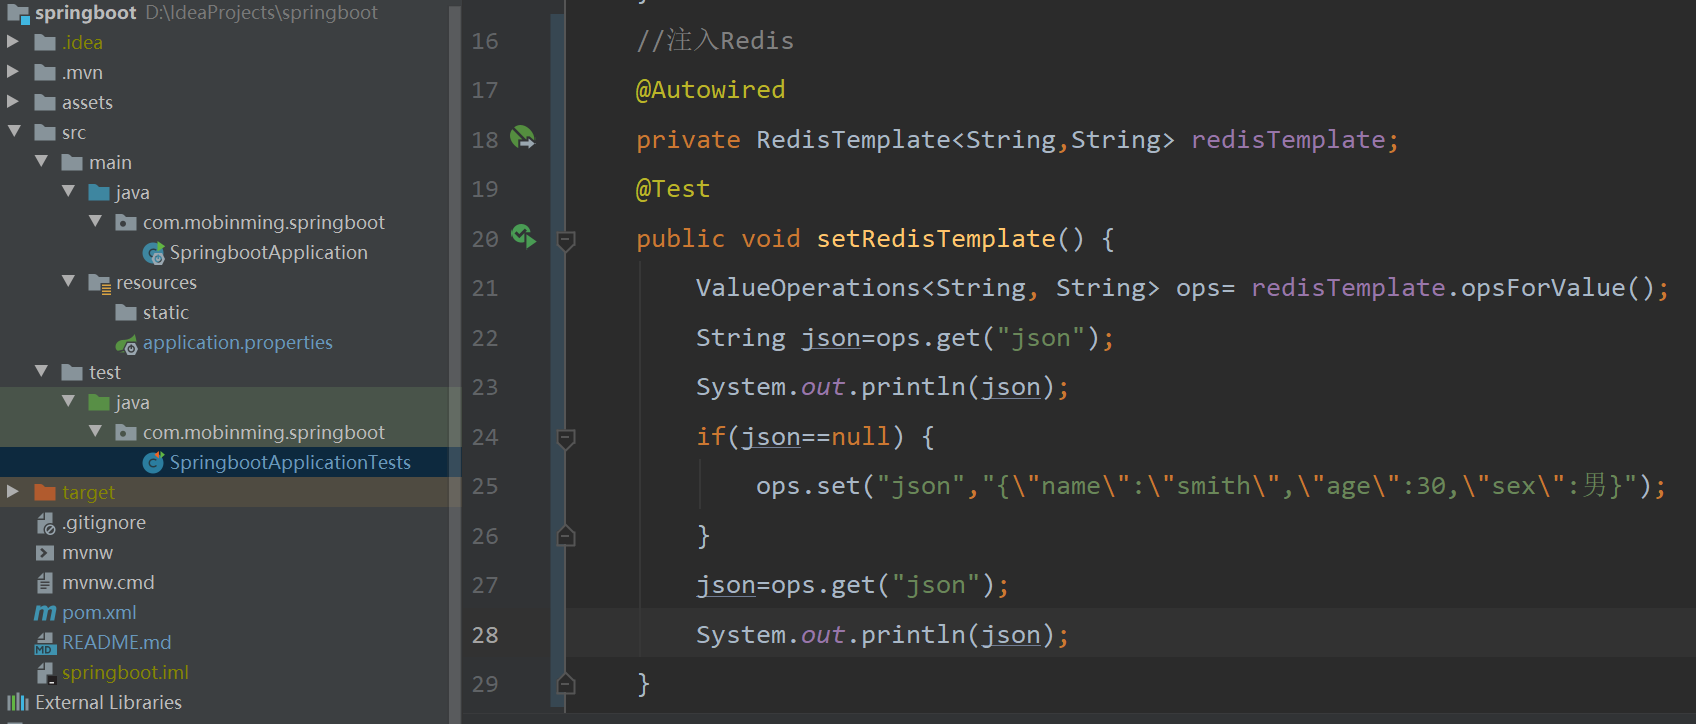 springboot D:\IdeaProjects\springboot
.idea
.mvn
assets
src
main
java
com.mobinming.springboot
SpringbootApplication
resources
static
application.properties
test
java
com.mobinming.springboot
SpringbootApplicationTests
target
.gitignore
mvnw
mvnw.cmd
pom.xml
README.md
springboot.iml
External Libraries
16 //注入Redis
17 @Autowired
18 private RedisTemplate<String,String> redisTemplate;
19 @Test
20 public void setRedisTemplate() {
21 ValueOperations<String, String> ops= redisTemplate.opsForValue();
22 String json=ops.get("json");
23 System.out.println(json);
24 if(json==null) {
25 ops.set("json","{\"name\":\"smith\",\"age\":30,\"sex\":男}");
26 }
27 json=ops.get("json");
28 System.out.println(json);
29 }